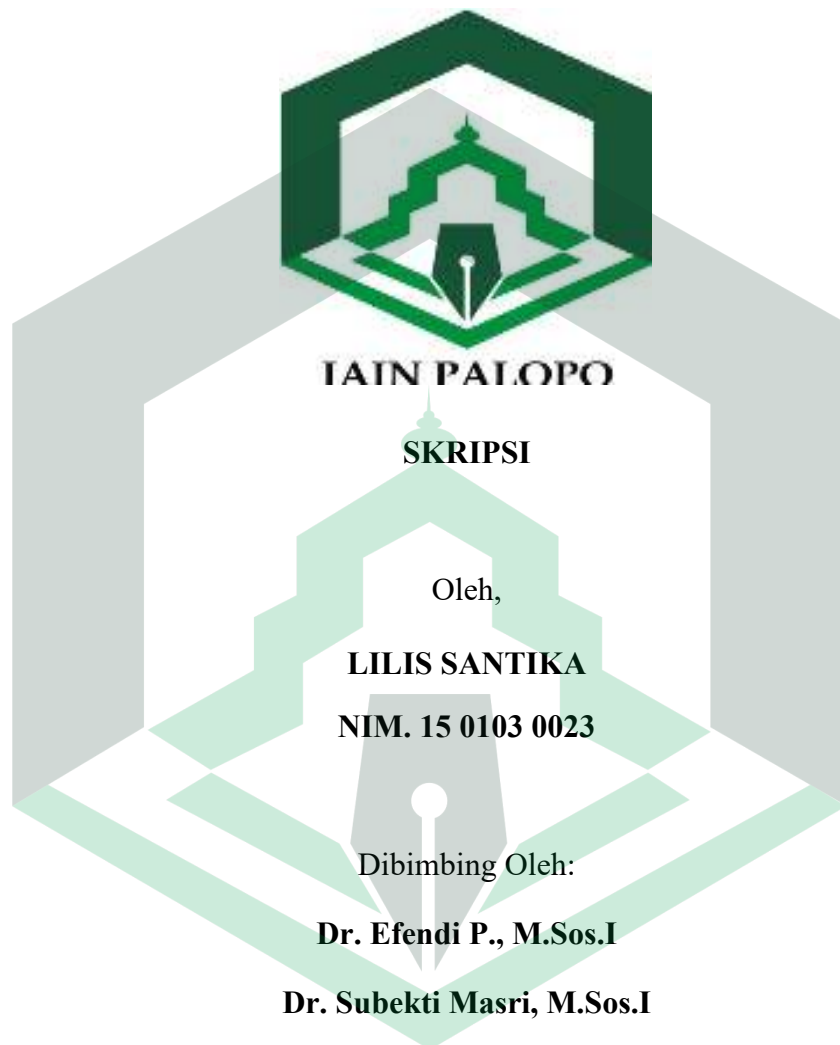 IAIN PALOPO
SKRIPSI
Oleh,
LILIS SANTIKA
NIM. 15 0103 0023
Dibimbing Oleh:
Dr. Efendi P., M.Sos.I
Dr. Subekti Masri, M.Sos.I